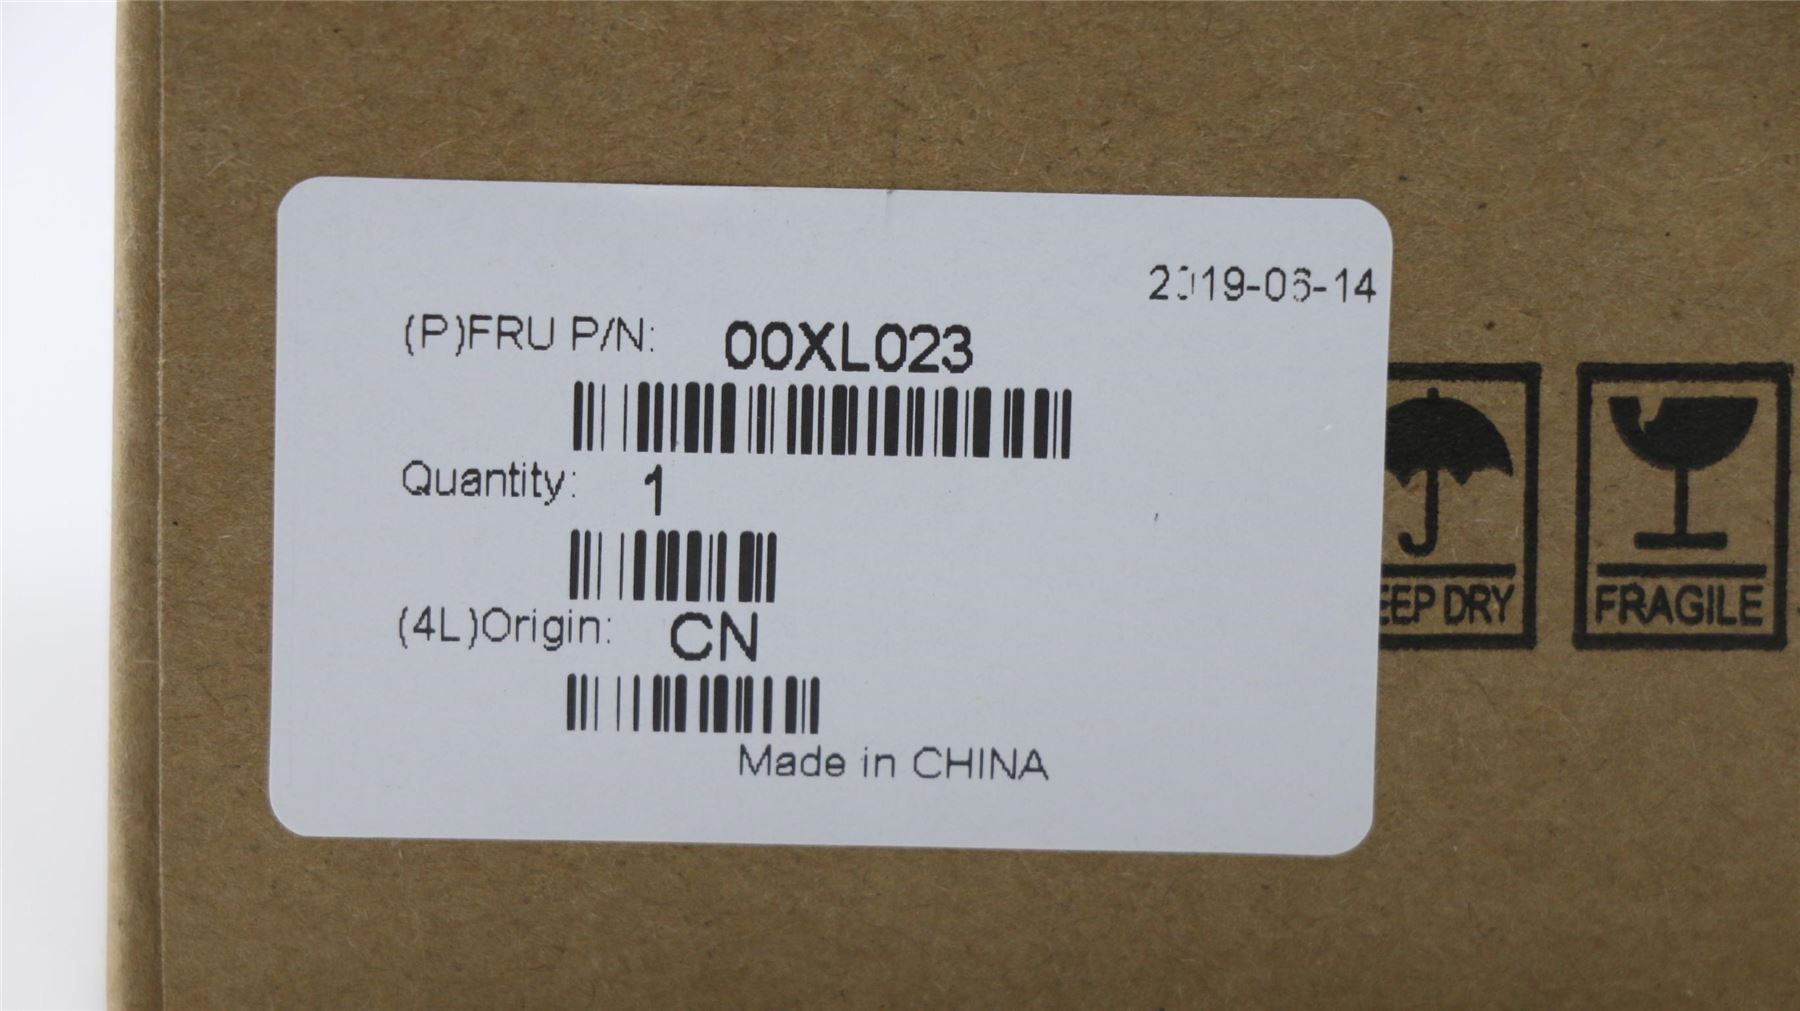 2019-06-14
(P)FRU P/N: 00XL023
Quantity: 1
(4L)Origin: CN
Made in CHINA
EEP DRY
FRAGILE